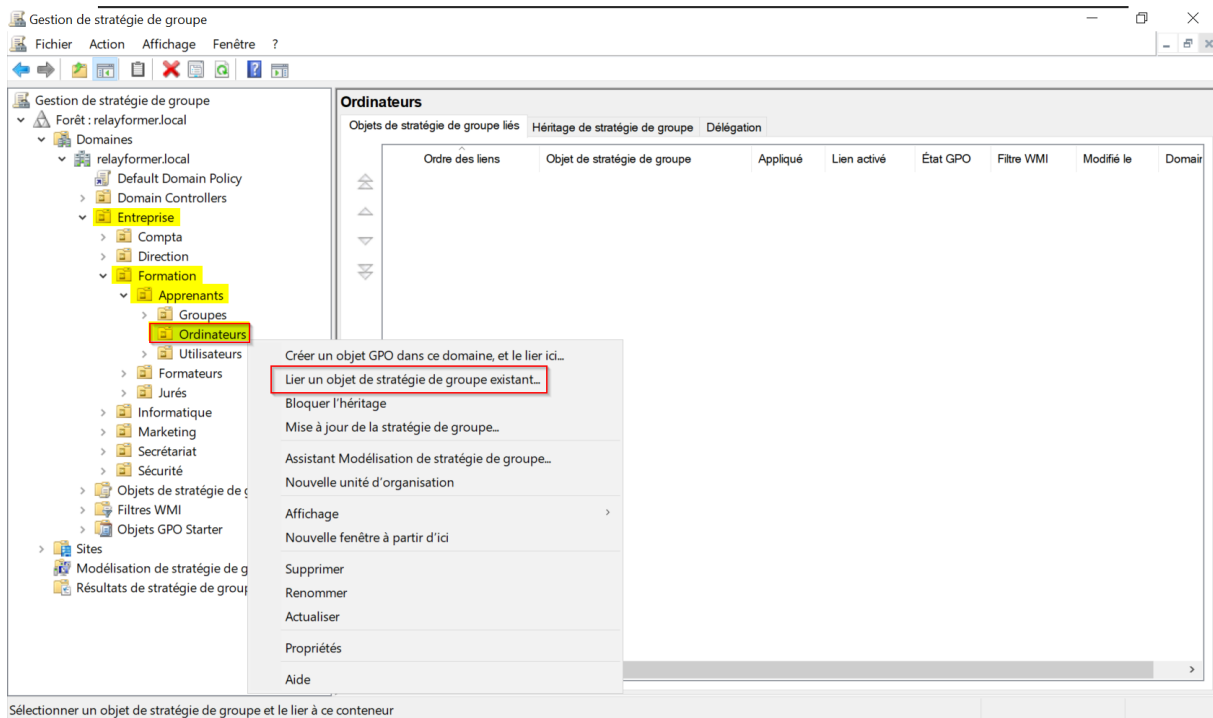 Gestion de stratégie de groupe
Fichier Action Affichage Fenêtre ?
Gestion de stratégie de groupe
Forêt : relayformer.local
Domaines
relayformer.local
Default Domain Policy
Domain Controllers
Entreprise
Compta
Direction
Formation
Apprenants
Groupes
Ordinateurs
Utilisateurs
Formateurs
Jurés
Informatique
Marketing
Secrétariat
Sécurité
Objets de stratégie de g
Filtres WMI
Objets GPO Starter
Sites
Modélisation de stratégie de g
Résultats de stratégie de group
Ordinateurs
Objets de stratégie de groupe liés Héritage de stratégie de groupe Délégation
Ordre des liens Objet de stratégie de groupe Appliqué Lien activé État GPO Filtre WMI Modifié le Domain
Créer un objet GPO dans ce domaine, et le lier ici...
Lier un objet de stratégie de groupe existant...
Bloquer l'héritage
Mise à jour de la stratégie de groupe...
Assistant Modélisation de stratégie de groupe...
Nouvelle unité d'organisation
Affichage
Nouvelle fenêtre à partir d'ici
Supprimer
Renommer
Actualiser
Propriétés
Aide
Sélectionner un objet de stratégie de groupe et le lier à ce conteneur